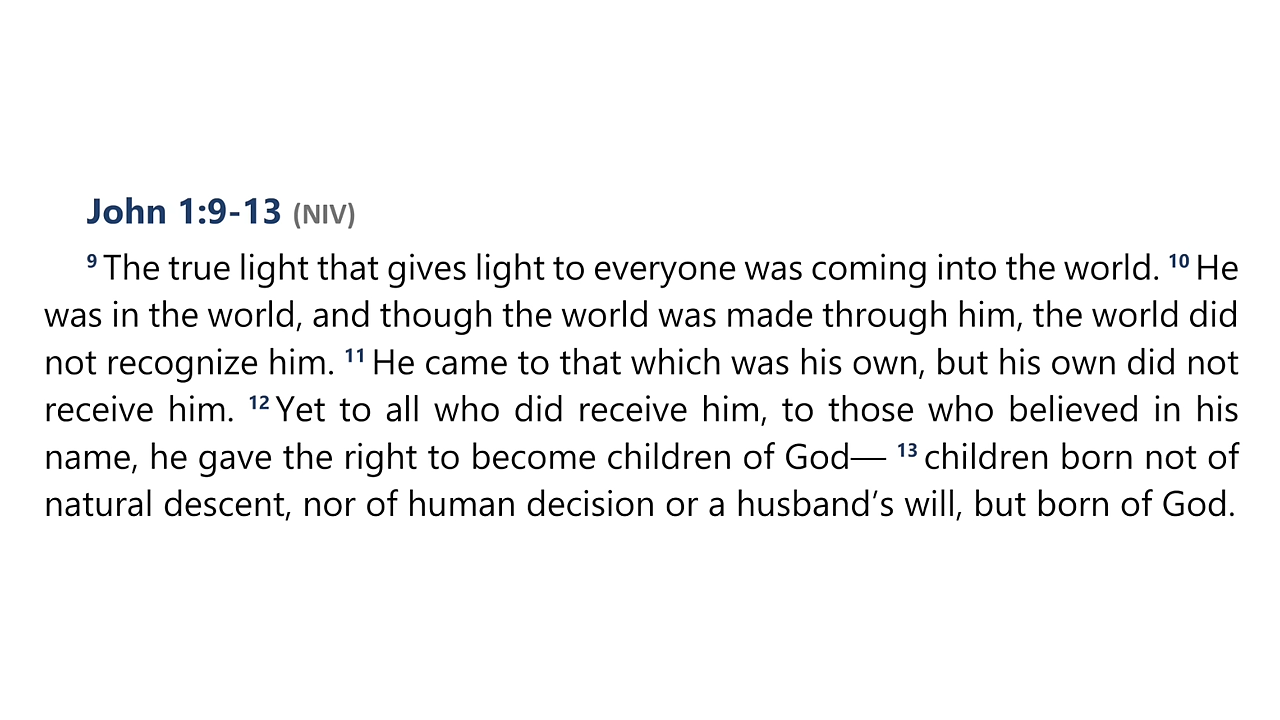 John 1:9-13 (NIV)
9 The true light that gives light to everyone was coming into the world. 10 He
was in the world, and though the world was made through him, the world did
not recognize him. 11 He came to that which was his own, but his own did not
receive him. 12 Yet to all who did receive him, to those who believed in his
name, he gave the right to become children of God— 13 children born not of
natural descent, nor of human decision or a husband’s will, but born of God.